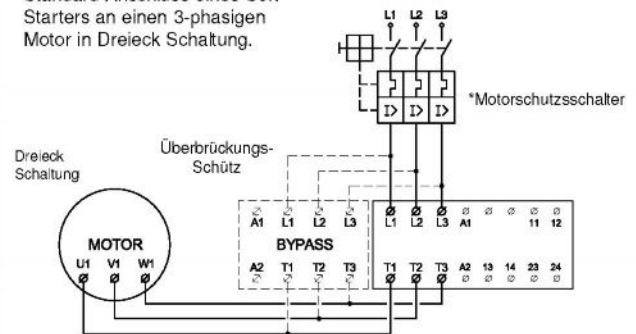 Starters an einen 3-phasigen
Motor in Dreieck Schaltung.
L1 L2 L3
I> I> I>
*Motorschutzsschalter
Überbrückungs-
Schütz
Dreieck
Schaltung
A1 L1 L2 L3
L1 L2 L3 A1 11 12
BYPASS
MOTOR
U1 V1 W1
A2 T1 T2 T3
T1 T2 T3 A2 13 14 23 24